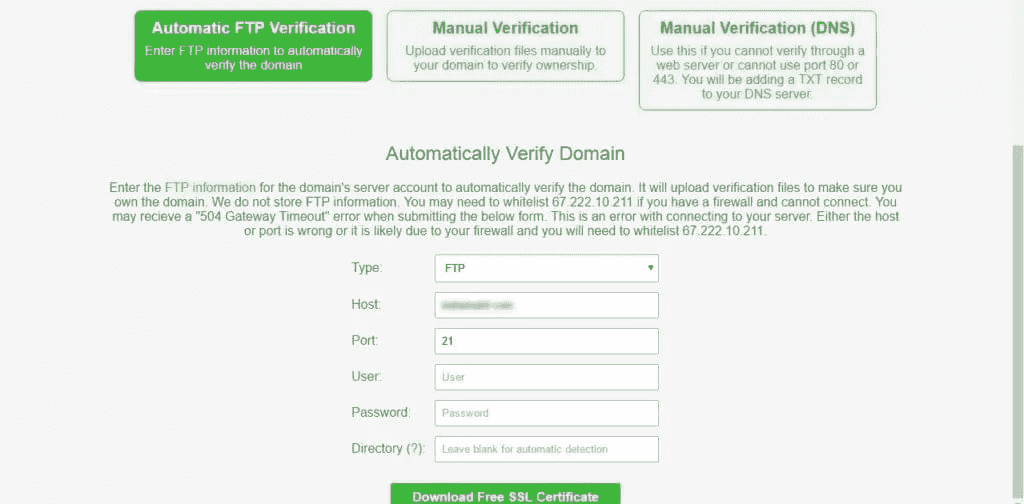 Automatic FTP Verification
Enter FTP information to automatically
verify the domain
Manual Verification
Upload verification files manually to
your domain to verify ownership.
Manual Verification (DNS)
Use this if you cannot verify through a
web server or cannot use port 80 or
443. You will be adding a TXT record
to your DNS server.
Automatically Verify Domain
Enter the FTP information for the domain's server account to automatically verify the domain. It will upload verification files to make sure you
own the domain. We do not store FTP information. You may need to whitelist 67.222.10.211 if you have a firewall and cannot connect. You
may recieve a "504 Gateway Timeout" error when submitting the below form. This is an error with connecting to your server. Either the host
or port is wrong or it is likely due to your firewall and you will need to whitelist 67.222.10.211.
Type: FTP
Host:
Port: 21
User: User
Password: Password
Directory (?): Leave blank for automatic detection
Download Free SSL Certificate